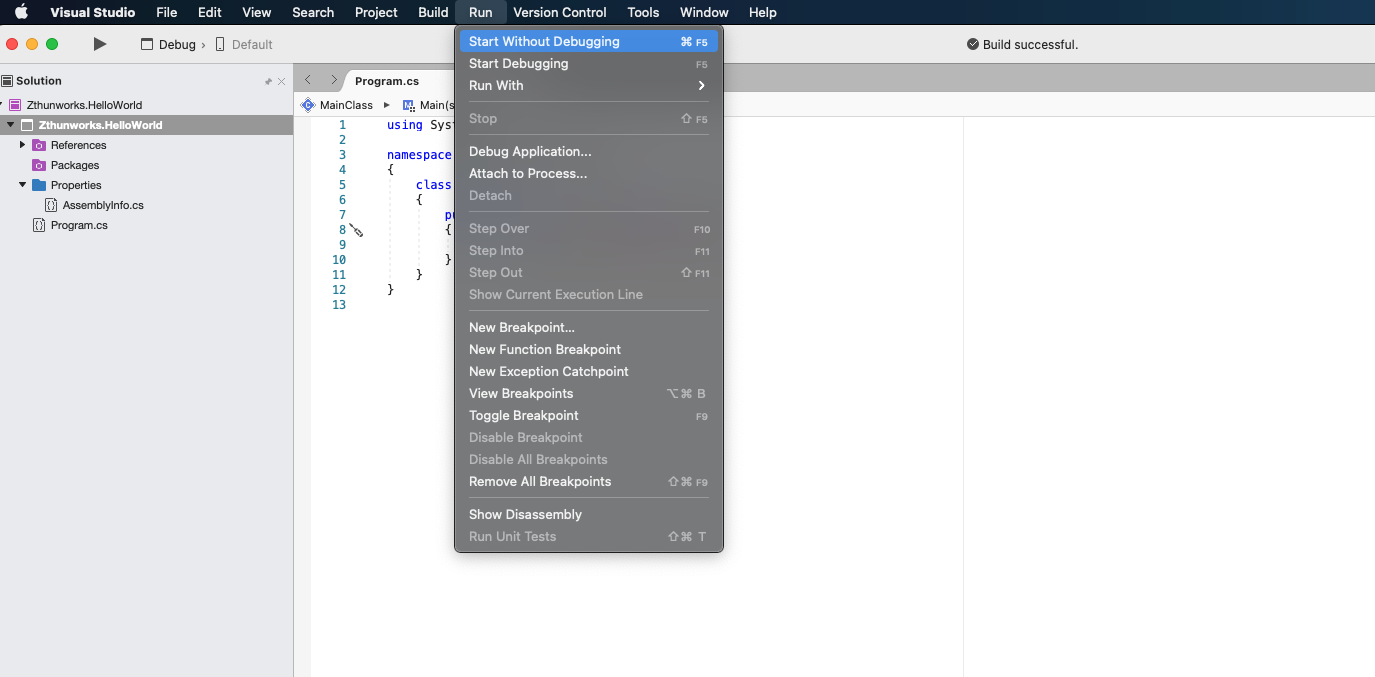 Visual Studio File Edit View Search Project Build Run Version Control Tools Window Help
Debug › Default
Build successful.
Solution
Zthunworks.HelloWorld
Zthunworks.HelloWorld
References
Packages
Properties
AssemblyInfo.cs
Program.cs
Program.cs
MainClass Main(s
1 using Syst
2
3 namespace
4 {
5 class
6 {
7 pu
8 {
9
10 }
11 }
12 }
13
Start Without Debugging ⌘ F5
Start Debugging F5
Run With
Stop ⇧ F5
Debug Application...
Attach to Process...
Detach
Step Over F10
Step Into F11
Step Out ⇧ F11
Show Current Execution Line
New Breakpoint...
New Function Breakpoint
New Exception Catchpoint
View Breakpoints ⌥⌘ B
Toggle Breakpoint F9
Disable Breakpoint
Disable All Breakpoints
Remove All Breakpoints ⇧⌘ F9
Show Disassembly
Run Unit Tests ⇧⌘ T